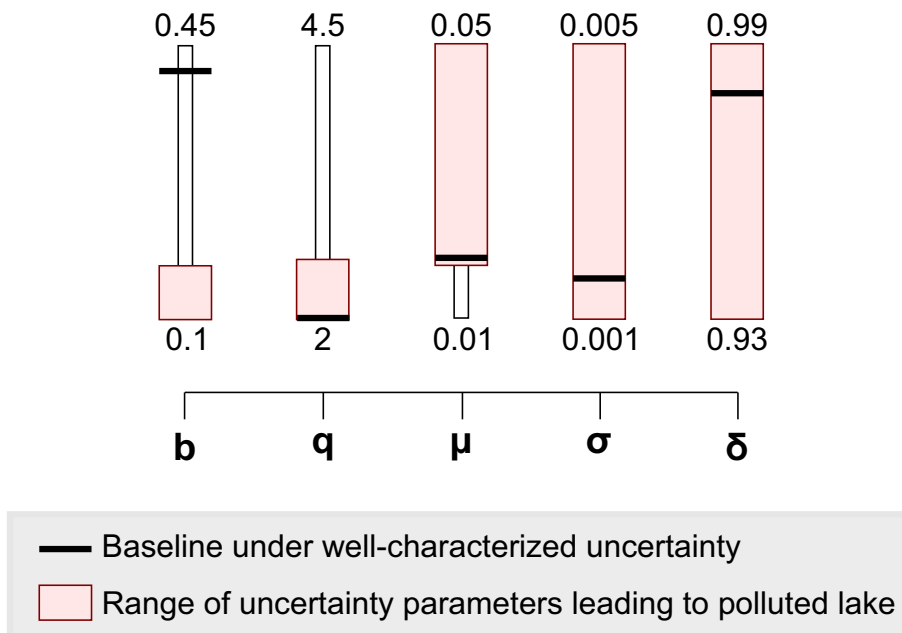 0.45 4.5 0.05 0.005 0.99
0.1 2 0.01 0.001 0.93
b q μ σ δ
Baseline under well-characterized uncertainty
Range of uncertainty parameters leading to polluted lake